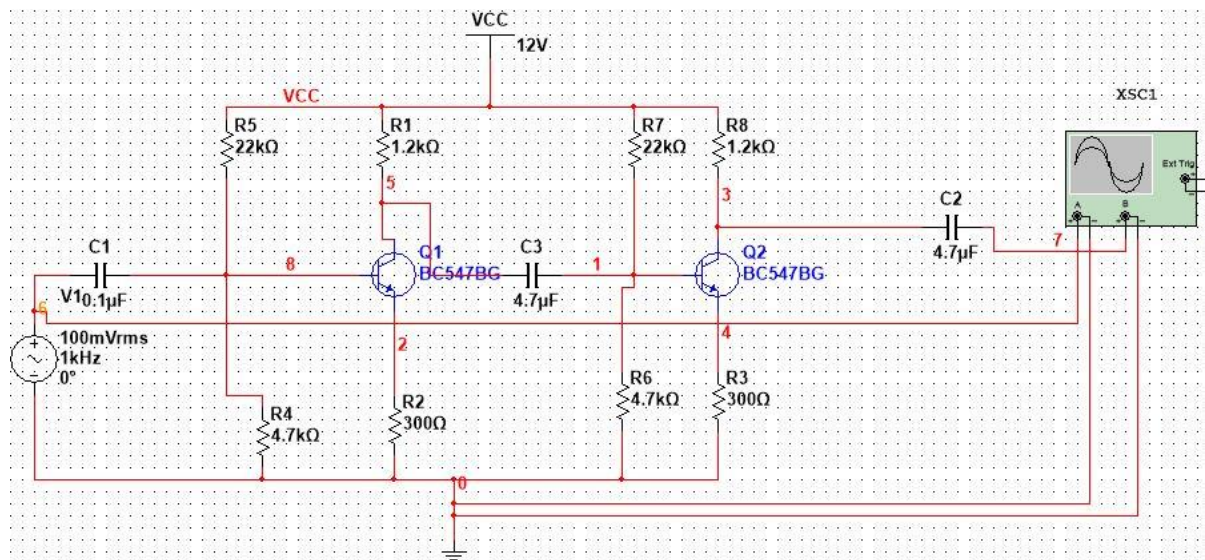 VCC
12V
VCC
XSC1
R5
22kΩ
R1
1.2kΩ
R7
22kΩ
R8
1.2kΩ
Ext Trig
+
-
5
3
C2
A
B
+ - + -
7
4.7µF
C1
Q1
C3
Q2
8
BC547BG
1
BC547BG
V1
0.1µF
4.7µF
6
100mVrms
1kHz
0°
2
4
R6
4.7kΩ
R3
300Ω
R4
4.7kΩ
R2
300Ω
0